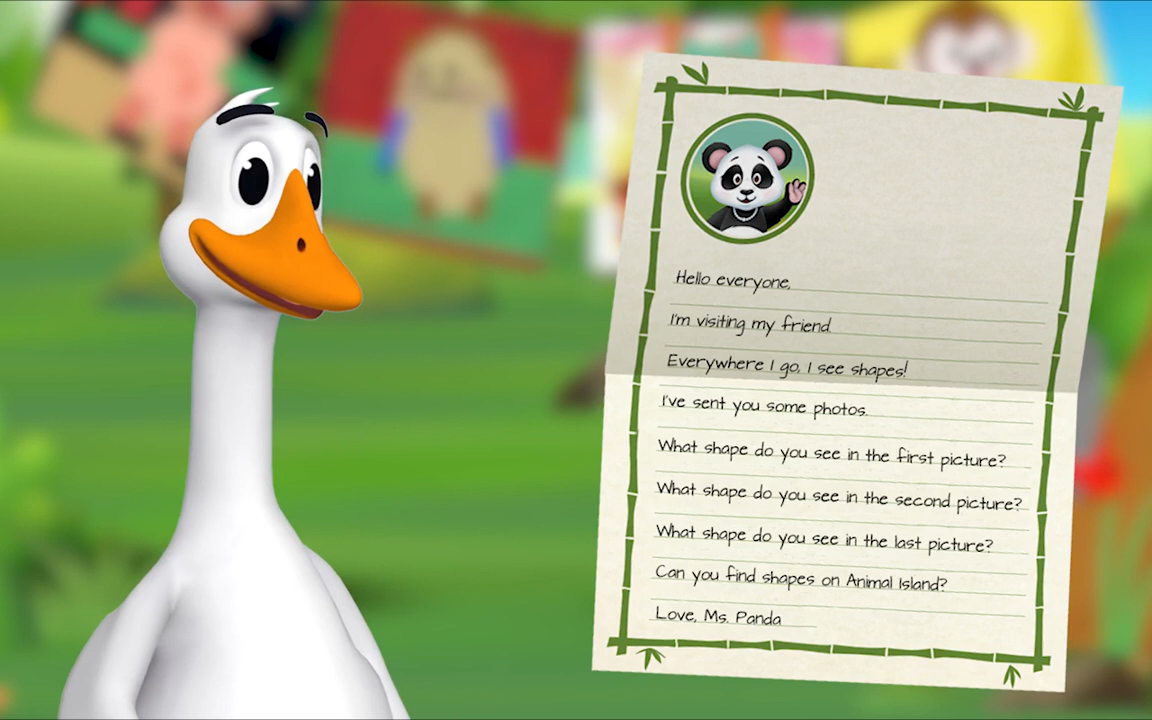 Hello everyone,
I'm visiting my friend.
Everywhere I go, I see shapes!
I've sent you some photos.
What shape do you see in the first picture?
What shape do you see in the second picture?
What shape do you see in the last picture?
Can you find shapes on Animal Island?
Love, Ms. Panda